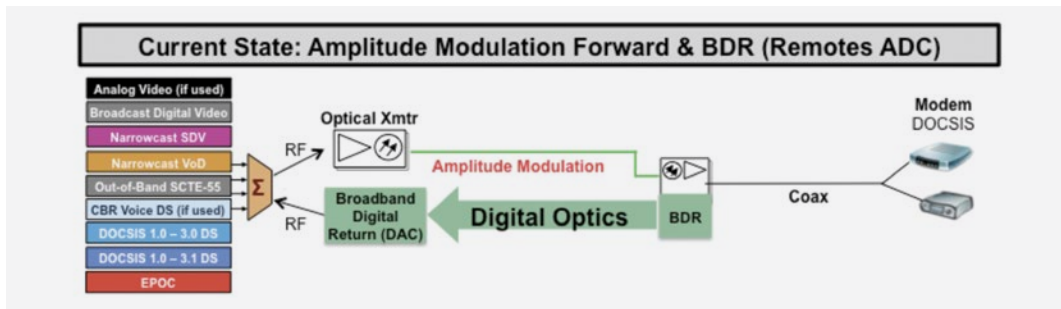 Current State: Amplitude Modulation Forward & BDR (Remotes ADC)
Analog Video (if used)
Broadcast Digital Video
Narrowcast SDV
Narrowcast VoD
Out-of-Band SCTE-55
CBR Voice DS (if used)
DOCSIS 1.0 – 3.0 DS
DOCSIS 1.0 – 3.1 DS
EPOC
Σ
RF
RF
Optical Xmtr
Amplitude Modulation
Broadband
Digital
Return (DAC)
Digital Optics
BDR
Coax
Modem
DOCSIS